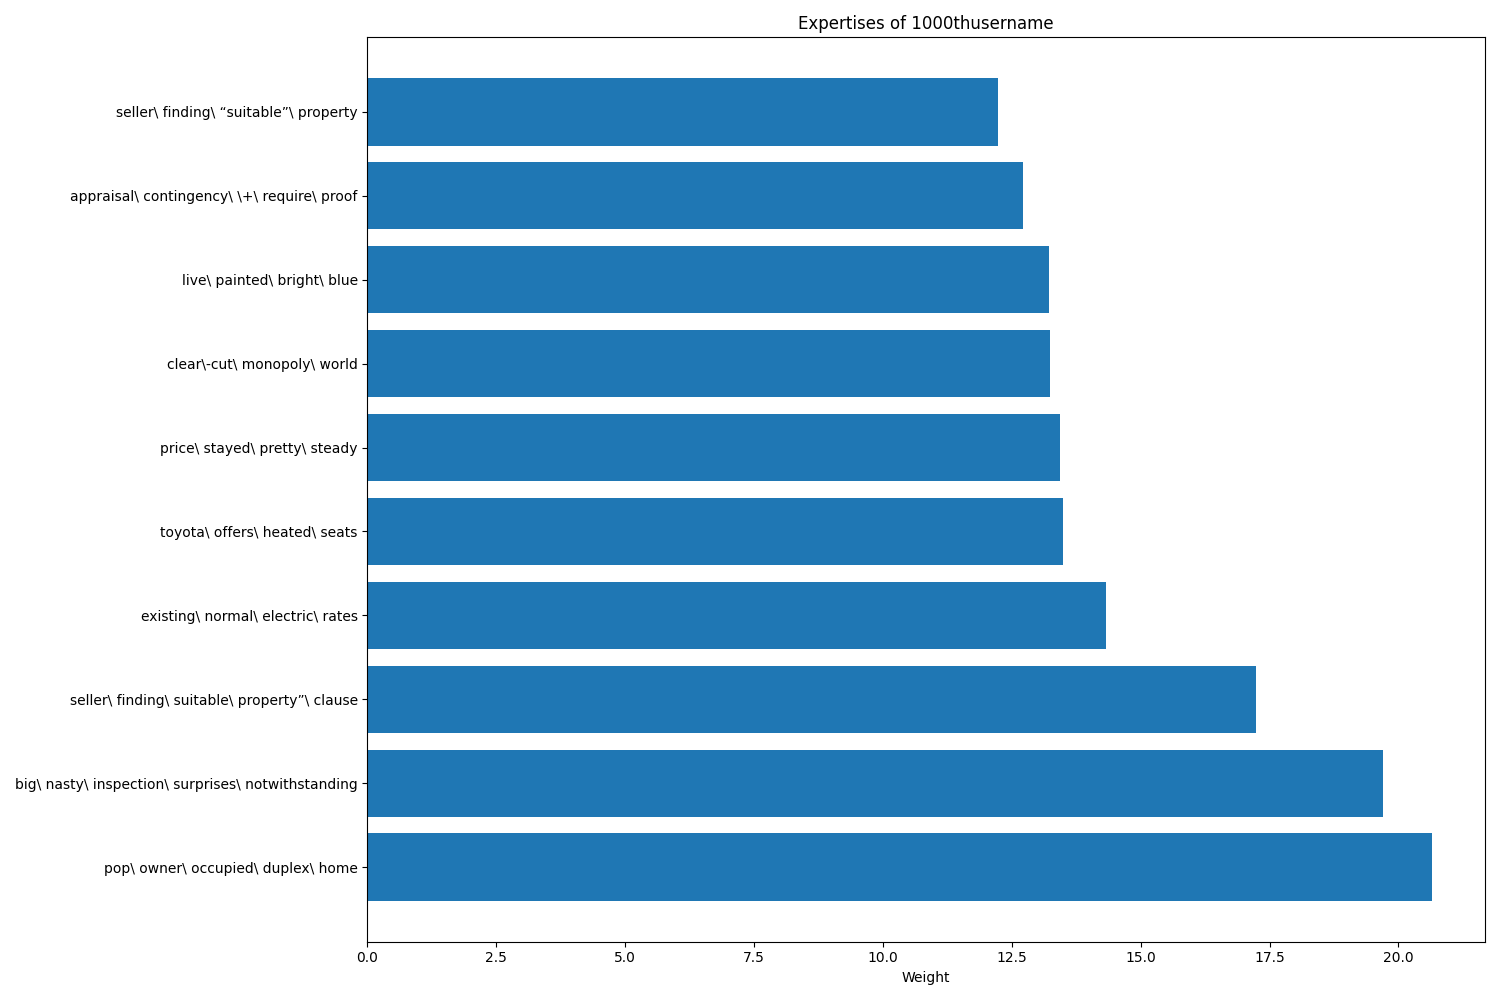 Expertises of 1000thusername
seller\ finding\ “suitable”\ property
appraisal\ contingency\ \+\ require\ proof
live\ painted\ bright\ blue
clear\-cut\ monopoly\ world
price\ stayed\ pretty\ steady
toyota\ offers\ heated\ seats
existing\ normal\ electric\ rates
seller\ finding\ suitable\ property”\ clause
big\ nasty\ inspection\ surprises\ notwithstanding
pop\ owner\ occupied\ duplex\ home
0.0 2.5 5.0 7.5 10.0 12.5 15.0 17.5 20.0
Weight